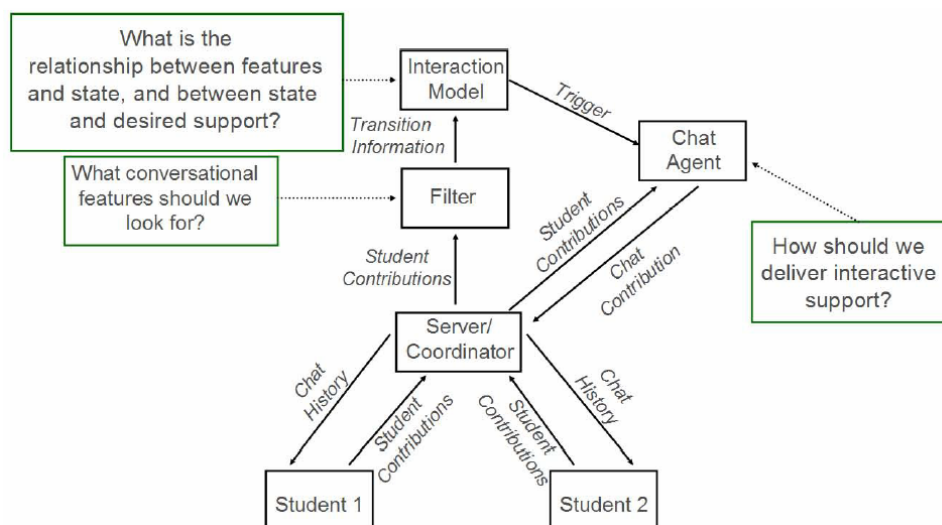 What is the
relationship between features
and state, and between state
and desired support?
Interaction
Model
Trigger
Transition
Information
Chat
Agent
What conversational
features should we
look for?
Filter
Student
Contributions
Student
Contributions
Chat
Contribution
How should we
deliver interactive
support?
Server/
Coordinator
Chat
History
Student
Contributions
Student
Contributions
Chat
History
Student 1
Student 2